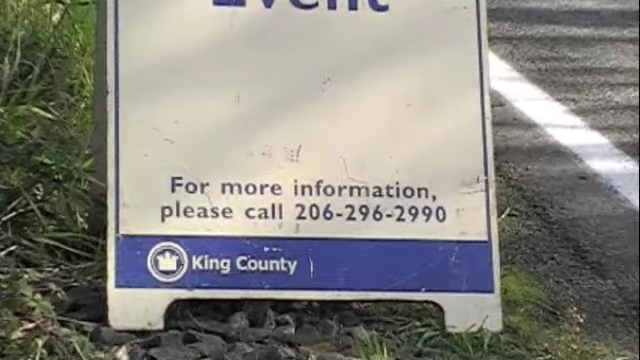 Event
For more information,
please call 206-296-2990
King County